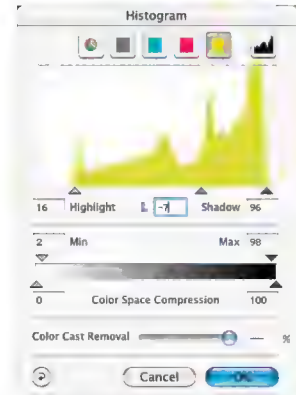 Histogram
16 Highlight -7 Shadow 96
2 Min Max 98
0 Color Space Compression 100
Color Cast Removal — %
Cancel OK